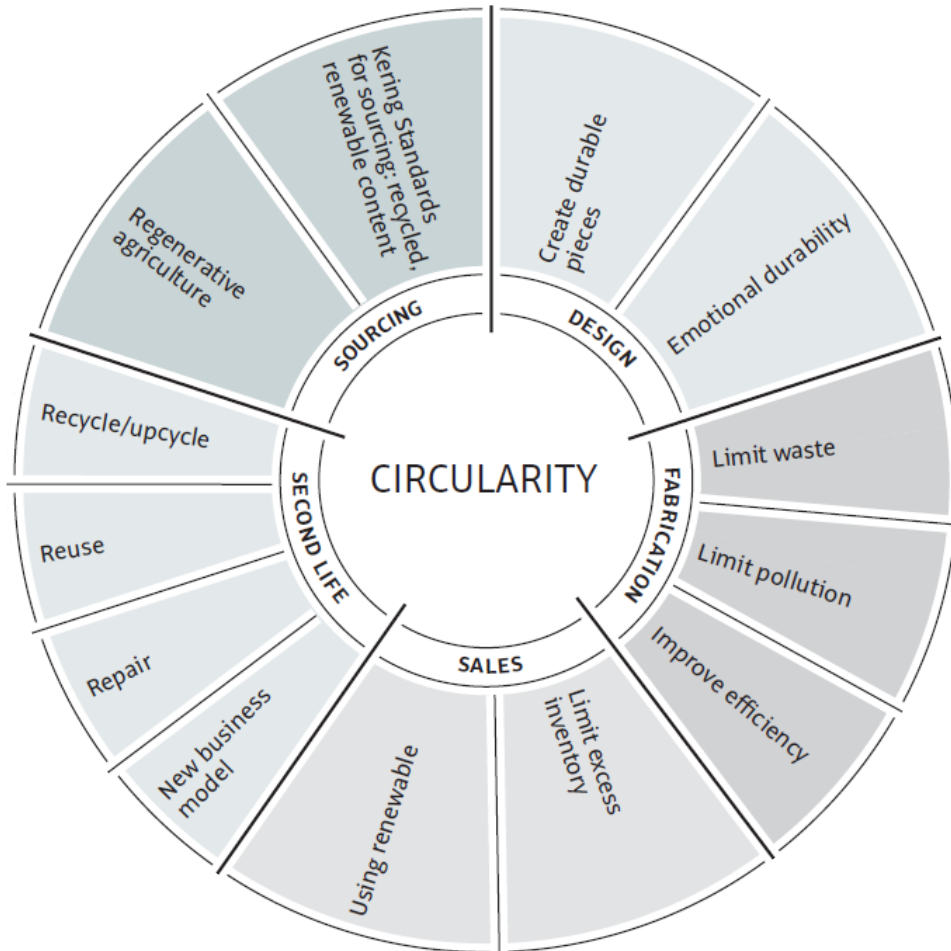 CIRCULARITY
DESIGN
Create durable
pieces
Emotional durability
FABRICATION
Limit waste
Limit pollution
Improve efficiency
SALES
Limit excess
inventory
Using renewable
SECOND LIFE
New business
model
Repair
Reuse
Recycle/upcycle
SOURCING
Regenerative
agriculture
Kering Standards
for sourcing: recycled,
renewable content